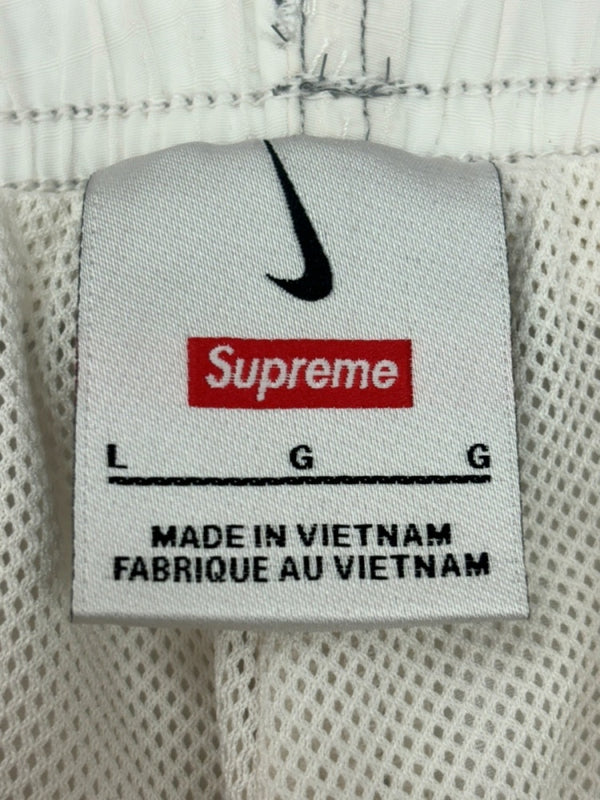 Supreme
L G G
MADE IN VIETNAM
FABRIQUE AU VIETNAM